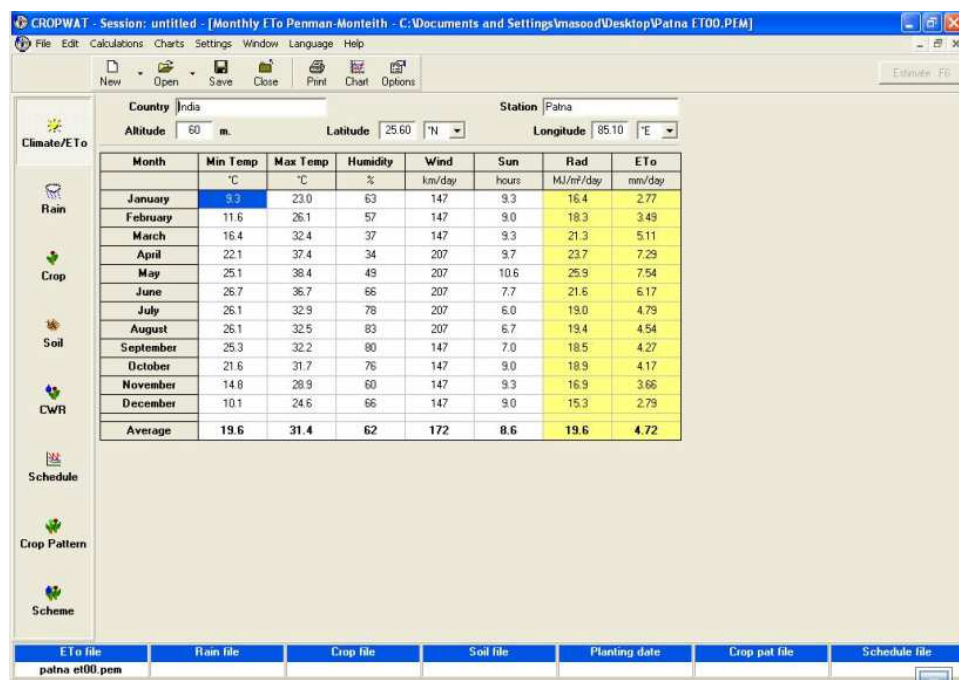 CROPWAT - Session: untitled - [Monthly ETo Penman-Monteith - C:\Documents and Settings\masood\Desktop\Patna ET00.PEM]
File Edit Calculations Charts Settings Window Language Help
New Open Save Close Print Chart Options Estimate F6
Country India Station Patna
Altitude 60 m. Latitude 25.60 °N Longitude 85.10 °E
Month Min Temp Max Temp Humidity Wind Sun Rad ETo
°C °C % km/day hours MJ/m²/day mm/day
January 9.3 23.0 63 147 9.3 16.4 2.77
February 11.6 26.1 57 147 9.0 18.3 3.49
March 16.4 32.4 37 147 9.3 21.3 5.11
April 22.1 37.4 34 207 9.7 23.7 7.29
May 25.1 38.4 49 207 10.6 25.9 7.54
June 26.7 36.7 66 207 7.7 21.6 6.17
July 26.1 32.9 78 207 6.0 19.0 4.79
August 26.1 32.5 83 207 6.7 19.4 4.54
September 25.3 32.2 80 147 7.0 18.5 4.27
October 21.6 31.7 76 147 9.0 18.9 4.17
November 14.8 28.9 60 147 9.3 16.9 3.66
December 10.1 24.6 66 147 9.0 15.3 2.79
Average 19.6 31.4 62 172 8.6 19.6 4.72
Climate/ETo
Rain
Crop
Soil
CWR
Schedule
Crop Pattern
Scheme
ETo file Rain file Crop file Soil file Planting date Crop pat file Schedule file
patna et00.pem